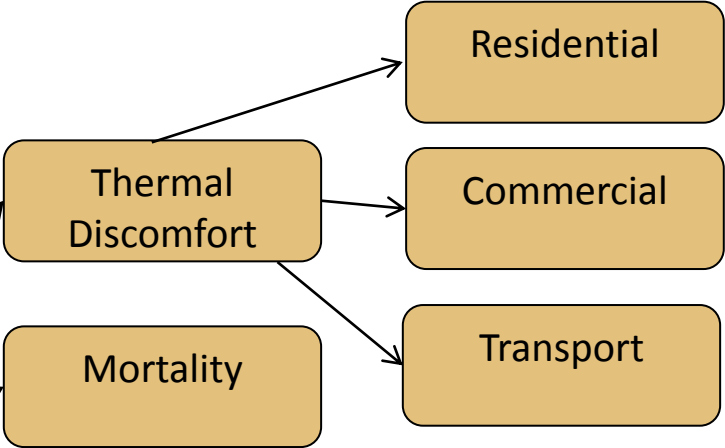 Residential
Thermal
Discomfort
Commercial
Mortality
Transport